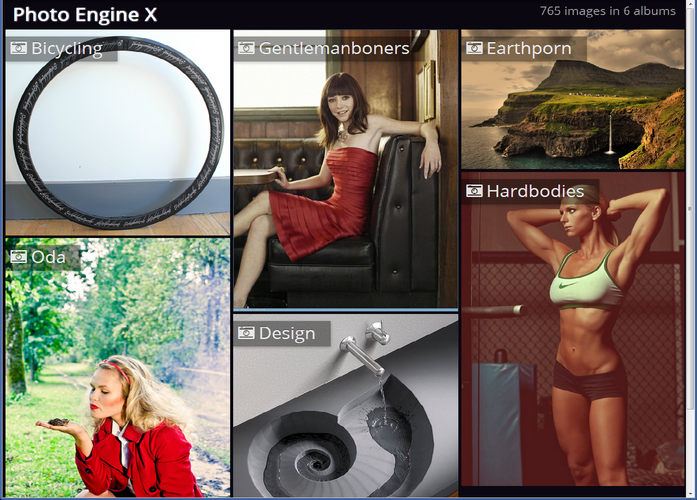 Photo Engine X
765 images in 6 albums
Bicycling
Gentlemanboners
Earthporn
Hardbodies
Oda
Design